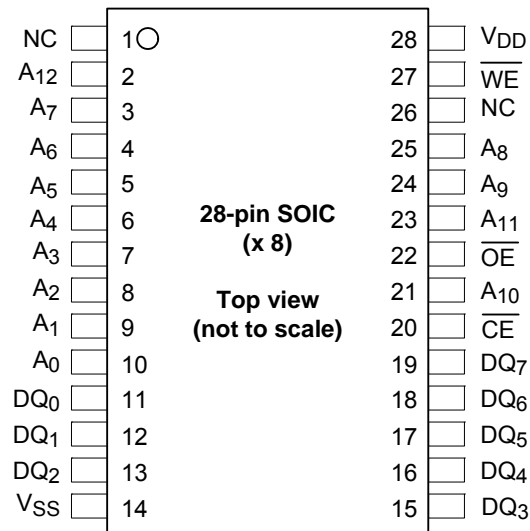 NC 1 28 VDD
A12 2 27 WE
A7 3 26 NC
A6 4 25 A8
A5 5 24 A9
A4 6 28-pin SOIC 23 A11
A3 7 (x 8) 22 OE
A2 8 Top view 21 A10
A1 9 (not to scale) 20 CE
A0 10 19 DQ7
DQ0 11 18 DQ6
DQ1 12 17 DQ5
DQ2 13 16 DQ4
VSS 14 15 DQ3